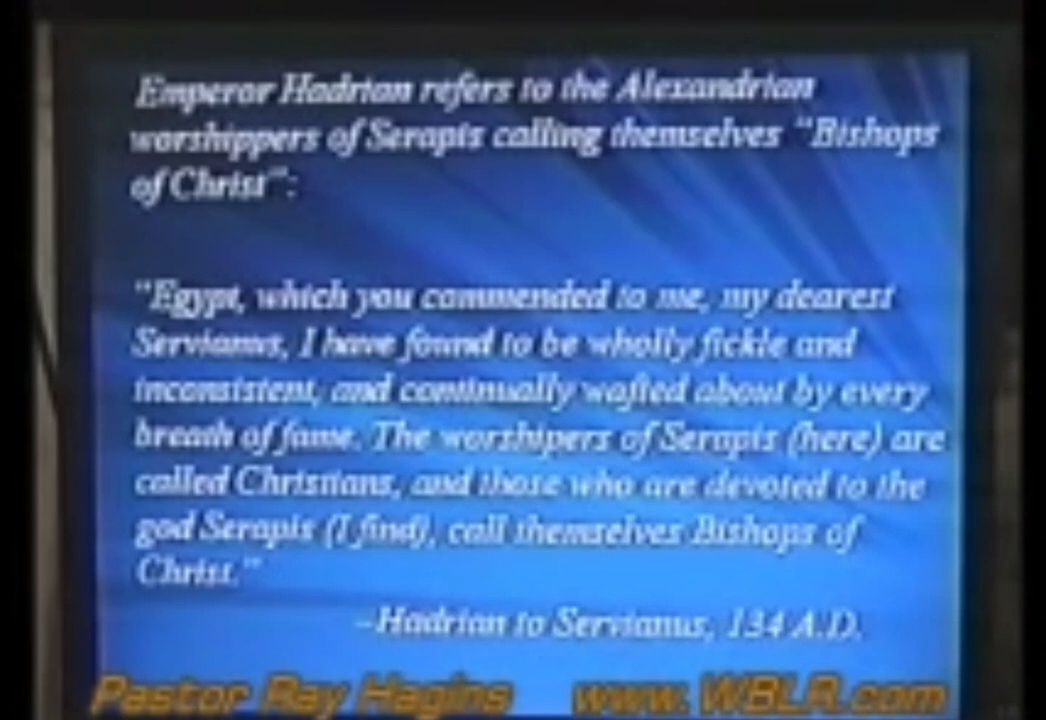 Emperor Hadrian refers to the Alexandrian
worshippers of Serapis calling themselves "Bishops
of Christ":
"Egypt, which you commended to me, my dearest
Servianus, I have found to be wholly fickle and
inconsistent, and continually wafted about by every
breath of fame. The worshipers of Serapis (here) are
called Christians, and those who are devoted to the
god Serapis (I find), call themselves Bishops of
Christ."
–Hadrian to Servianus, 134 A.D.
Pastor Ray Hagins www.WBLR.com